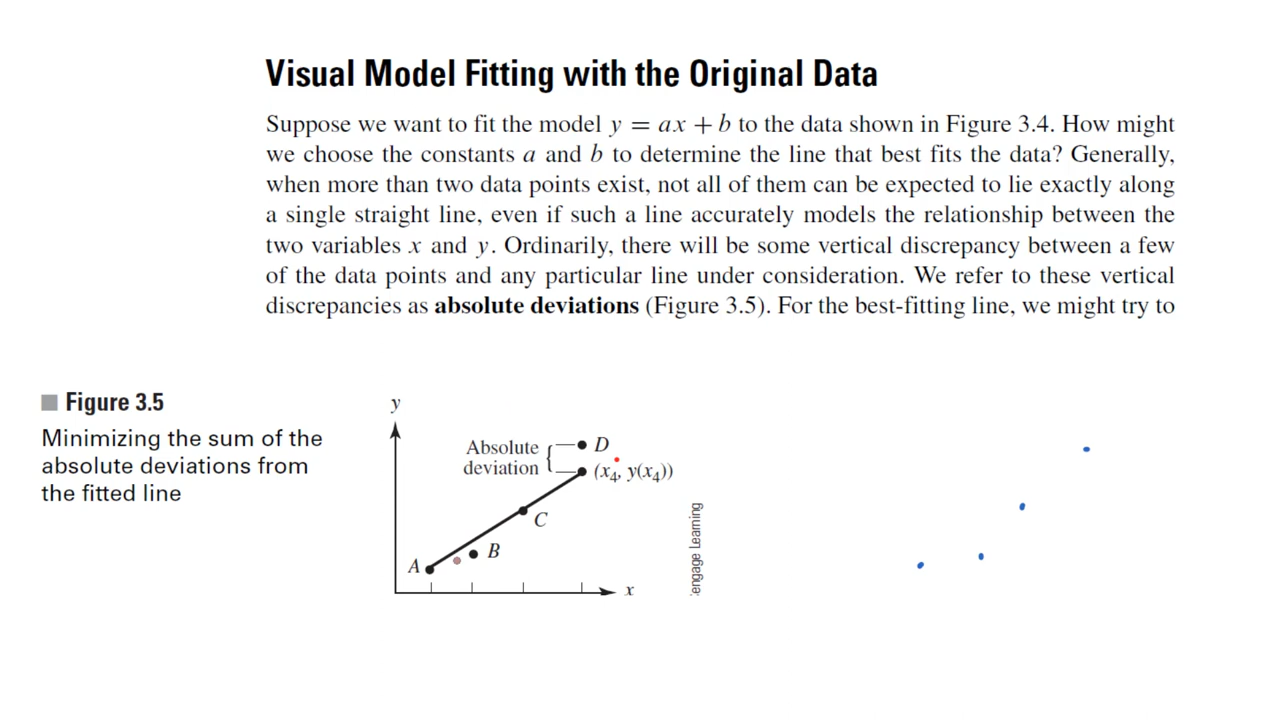 Visual Model Fitting with the Original Data
Suppose we want to fit the model y = ax + b to the data shown in Figure 3.4. How might
we choose the constants a and b to determine the line that best fits the data? Generally,
when more than two data points exist, not all of them can be expected to lie exactly along
a single straight line, even if such a line accurately models the relationship between the
two variables x and y. Ordinarily, there will be some vertical discrepancy between a few
of the data points and any particular line under consideration. We refer to these vertical
discrepancies as absolute deviations (Figure 3.5). For the best-fitting line, we might try to
Figure 3.5
Minimizing the sum of the
absolute deviations from
the fitted line
y
Absolute
deviation
D
(x₄, y(x₄))
C
B
A
x
engage Learning